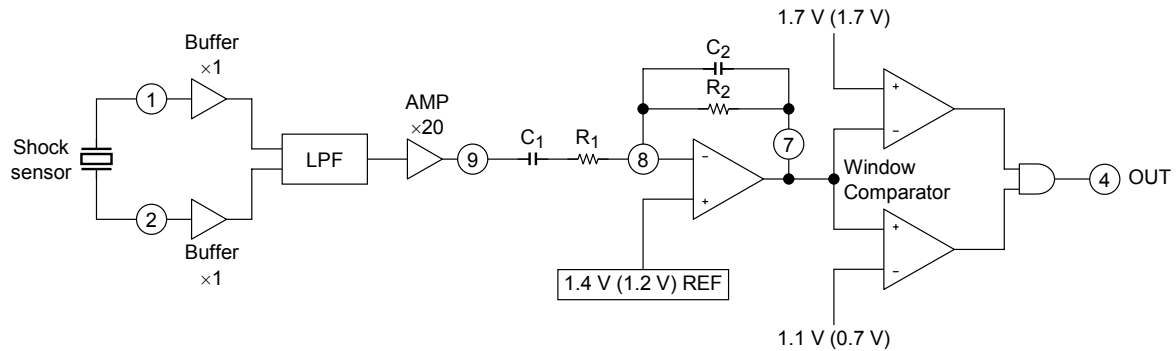 1.7 V (1.7 V)
Buffer
×1
C2
R2
AMP
×20
1
C1
R1
7
Shock
sensor
LPF
9
8
Window
Comparator
4
OUT
2
Buffer
×1
1.4 V (1.2 V) REF
1.1 V (0.7 V)
+
−
−
+
+
−